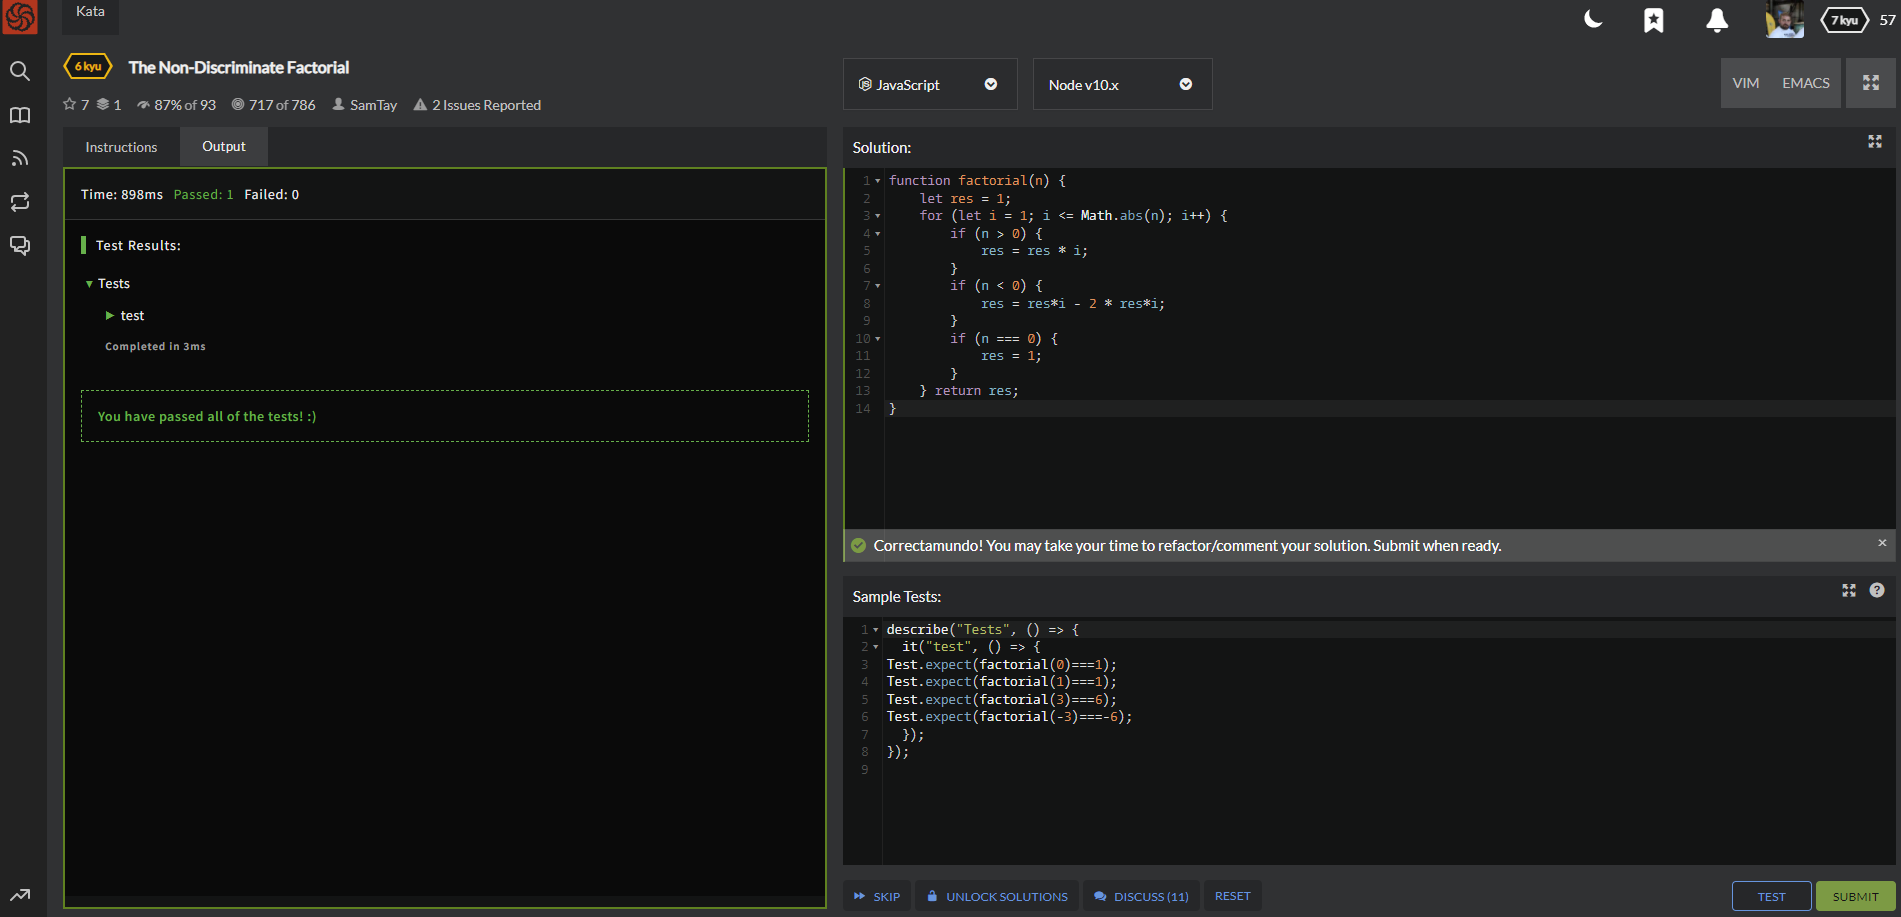 Kata
7 kyu 57
6 kyu The Non-Discriminate Factorial
7 1 87% of 93 717 of 786 SamTay 2 Issues Reported
JavaScript
Node v10.x
VIM EMACS
Instructions
Output
Time: 898ms Passed: 1 Failed: 0
Test Results:
Tests
test
Completed in 3ms
You have passed all of the tests! :)
Solution:
1 function factorial(n) {
2     let res = 1;
3     for (let i = 1; i <= Math.abs(n); i++) {
4         if (n > 0) {
5             res = res * i;
6         }
7         if (n < 0) {
8             res = res*i - 2 * res*i;
9         }
10         if (n === 0) {
11             res = 1;
12         }
13     } return res;
14 }
Correctamundo! You may take your time to refactor/comment your solution. Submit when ready.
Sample Tests:
1 describe("Tests", () => {
2   it("test", () => {
3 Test.expect(factorial(0)===1);
4 Test.expect(factorial(1)===1);
5 Test.expect(factorial(3)===6);
6 Test.expect(factorial(-3)===-6);
7   });
8 });
9
SKIP
UNLOCK SOLUTIONS
DISCUSS (11)
RESET
TEST
SUBMIT